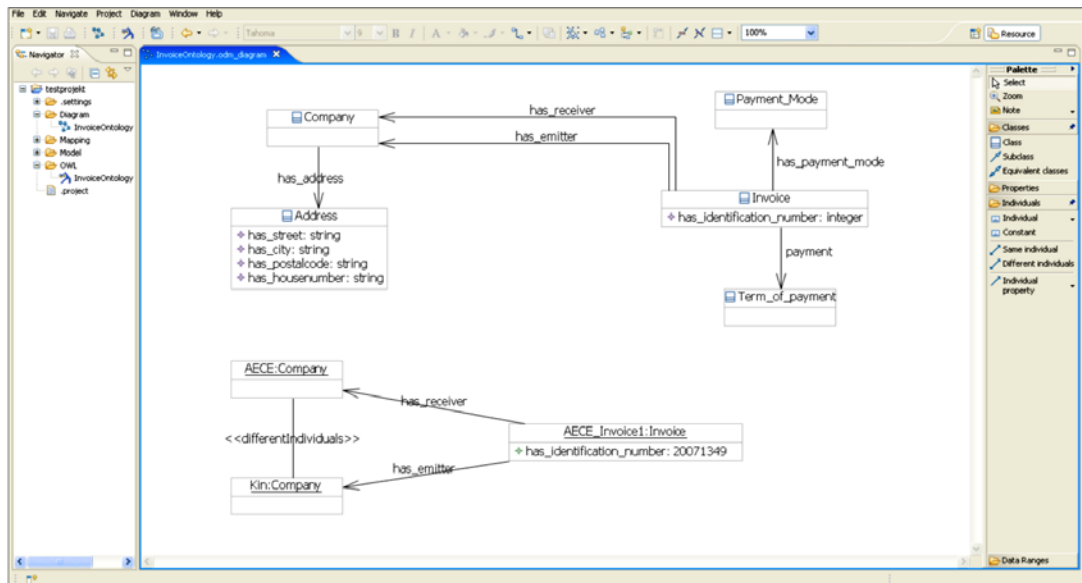 File Edit Navigate Project Diagram Window Help
Tahoma 9 B I A 100% Resource
Navigator
testprojekt
.settings
Diagram
InvoiceOntology
Mapping
Model
OWL
InvoiceOntology
.project
InvoiceOntology.odm_diagram
Company
has_receiver
has_emitter
Payment_Mode
has_payment_mode
has_address
Invoice
has_identification_number: integer
Address
has_street: string
has_city: string
has_postalcode: string
has_housenumber: string
payment
Term_of_payment
AECE:Company
has_receiver
<<differentIndividuals>>
AECE_Invoice1:Invoice
has_identification_number: 20071349
has_emitter
Kin:Company
Palette
Select
Zoom
Note
Classes
Class
Subclass
Equivalent classes
Properties
Individuals
Individual
Constant
Same individual
Different individuals
Individual
property
Data Ranges